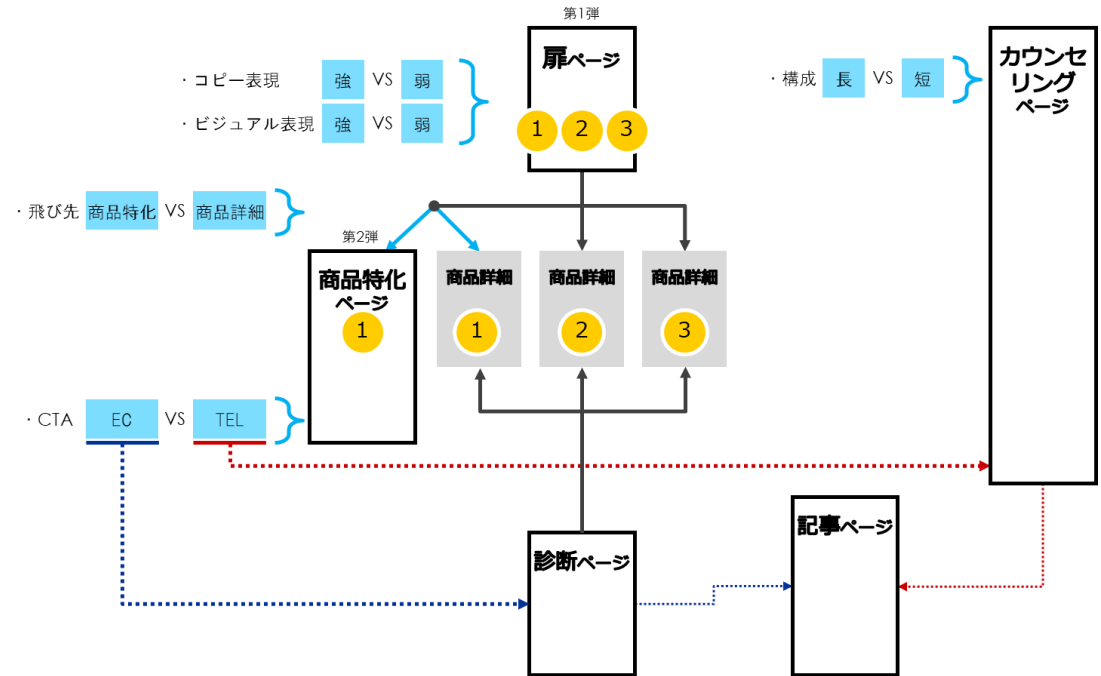 第1弾
扉ページ
1 2 3
・コピー表現 強 VS 弱
・ビジュアル表現 強 VS 弱
・構成 長 VS 短
カウンセ
リング
ページ
・飛び先 商品特化 VS 商品詳細
第2弾
商品特化
ページ
1
商品詳細
1
商品詳細
2
商品詳細
3
・CTA EC VS TEL
診断ページ
記事ページ